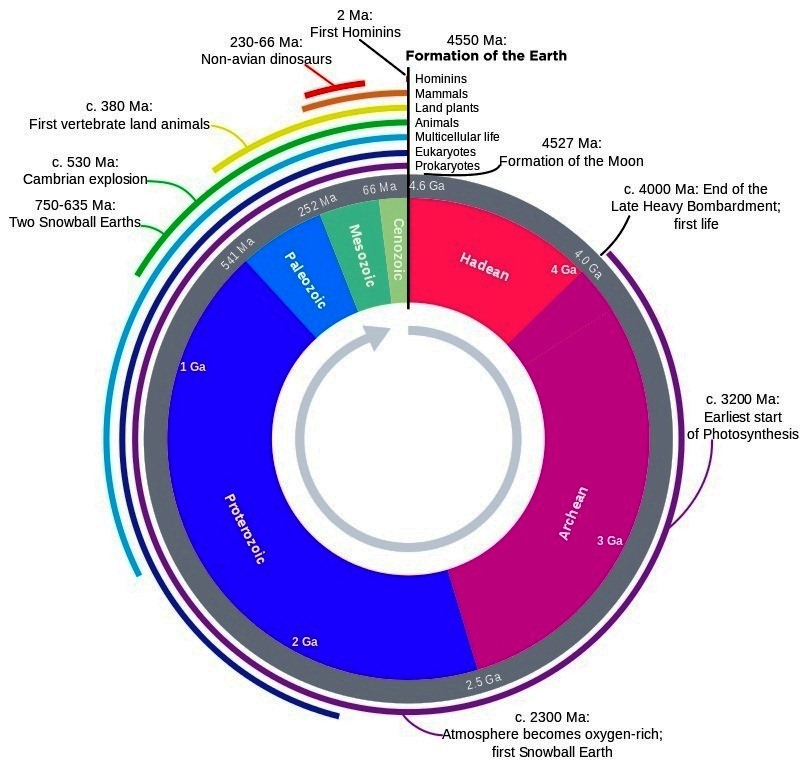 2 Ma:
First Hominins
4550 Ma:
Formation of the Earth
230-66 Ma:
Non-avian dinosaurs
Hominins
Mammals
Land plants
Animals
Multicellular life
Eukaryotes
Prokaryotes
c. 380 Ma:
First vertebrate land animals
4527 Ma:
Formation of the Moon
c. 530 Ma:
Cambrian explosion
750-635 Ma:
Two Snowball Earths
c. 4000 Ma: End of the
Late Heavy Bombardment;
first life
4.6 Ga
66 Ma
252 Ma
541 Ma
4.0 Ga
Hadean
4 Ga
Cenozoic
Mesozoic
Paleozoic
1 Ga
c. 3200 Ma:
Earliest start
of Photosynthesis
Archean
3 Ga
Proterozoic
2 Ga
2.5 Ga
c. 2300 Ma:
Atmosphere becomes oxygen-rich;
first Snowball Earth